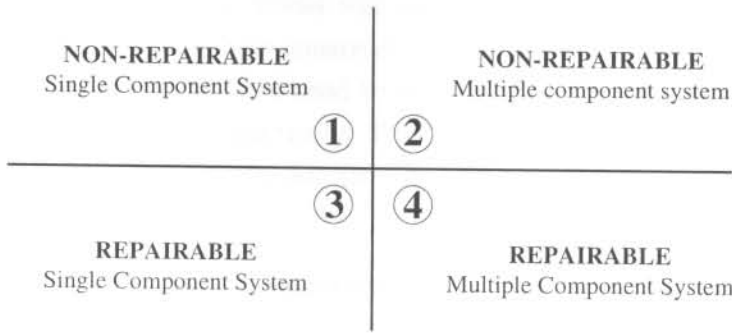 NON-REPAIRABLE
Single Component System
①
NON-REPAIRABLE
Multiple component system
②
③
REPAIRABLE
Single Component System
④
REPAIRABLE
Multiple Component System